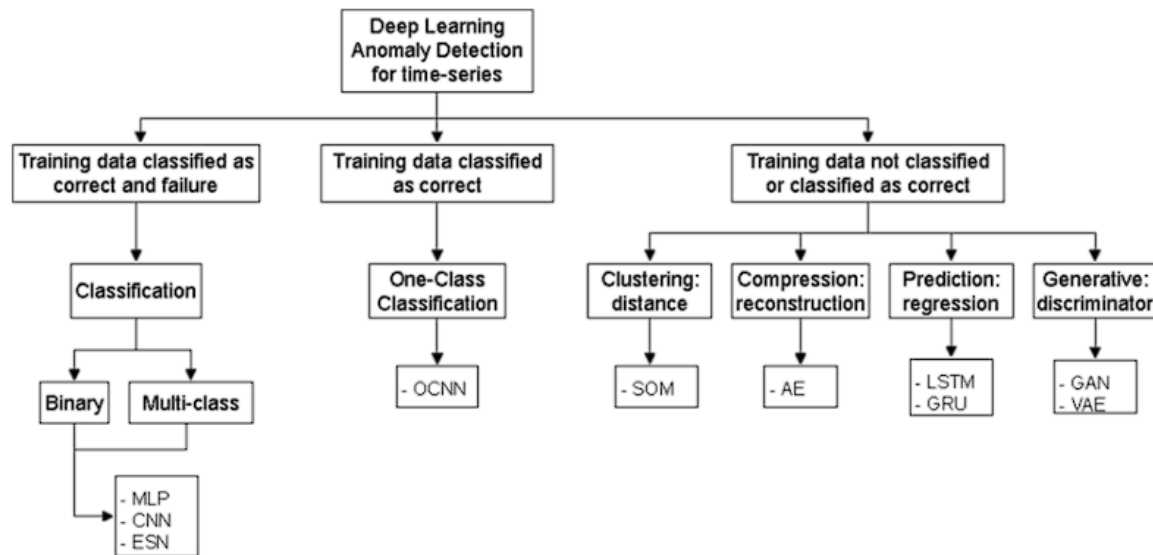 Deep Learning
Anomaly Detection
for time-series
Training data classified as
correct and failure
Training data classified
as correct
Training data not classified
or classified as correct
Classification
One-Class
Classification
Clustering:
distance
Compression:
reconstruction
Prediction:
regression
Generative:
discriminator
Binary
Multi-class
- OCNN
- SOM
- AE
- LSTM
- GRU
- GAN
- VAE
- MLP
- CNN
- ESN